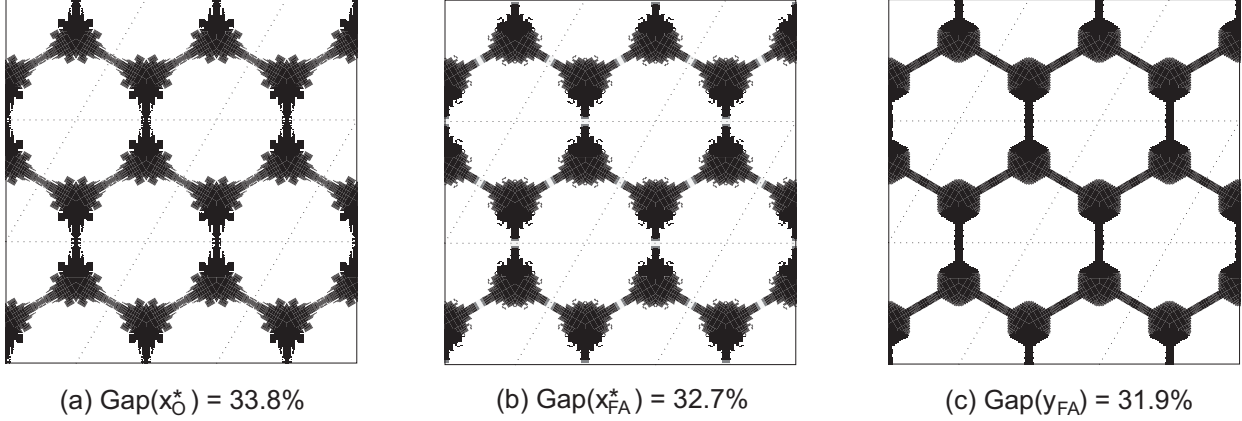 (a) Gap(x*O) = 33.8%
(b) Gap(x*FA) = 32.7%
(c) Gap(yFA) = 31.9%